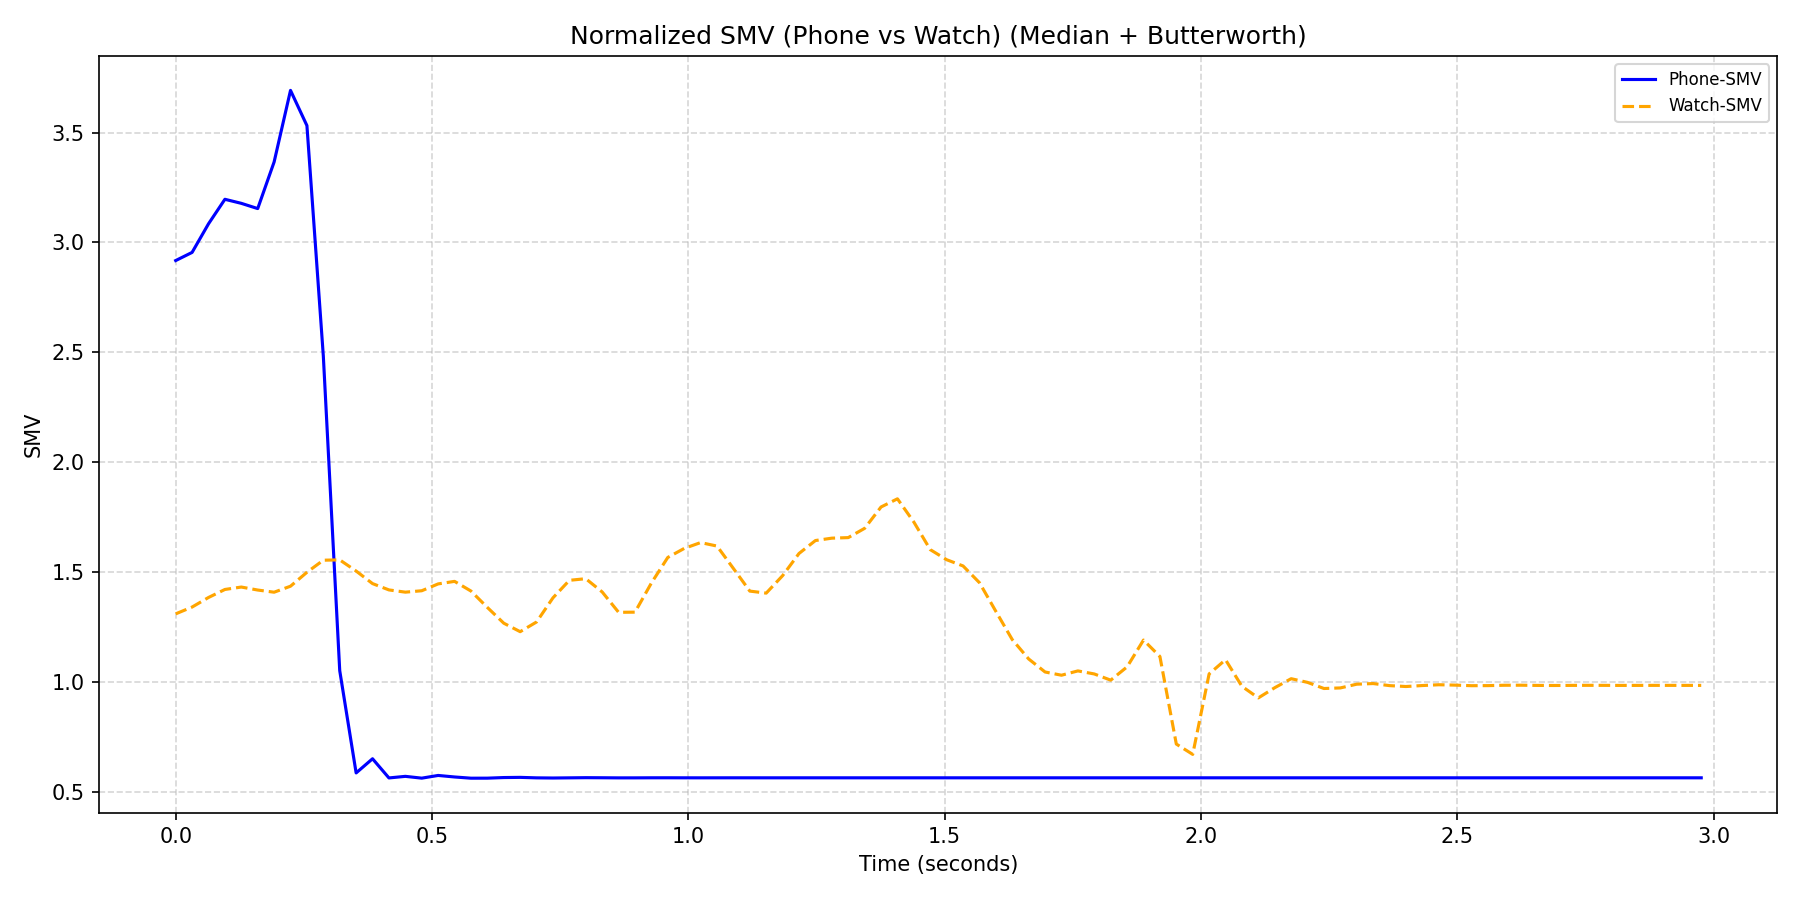 Normalized SMV (Phone vs Watch) (Median + Butterworth)
Phone-SMV
Watch-SMV
SMV
3.5
3.0
2.5
2.0
1.5
1.0
0.5
0.0 0.5 1.0 1.5 2.0 2.5 3.0
Time (seconds)